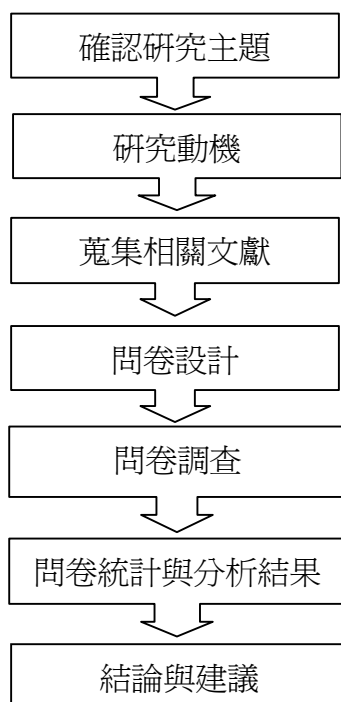 確認研究主題
研究動機
蒐集相關文獻
問卷設計
問卷調查
問卷統計與分析結果
結論與建議